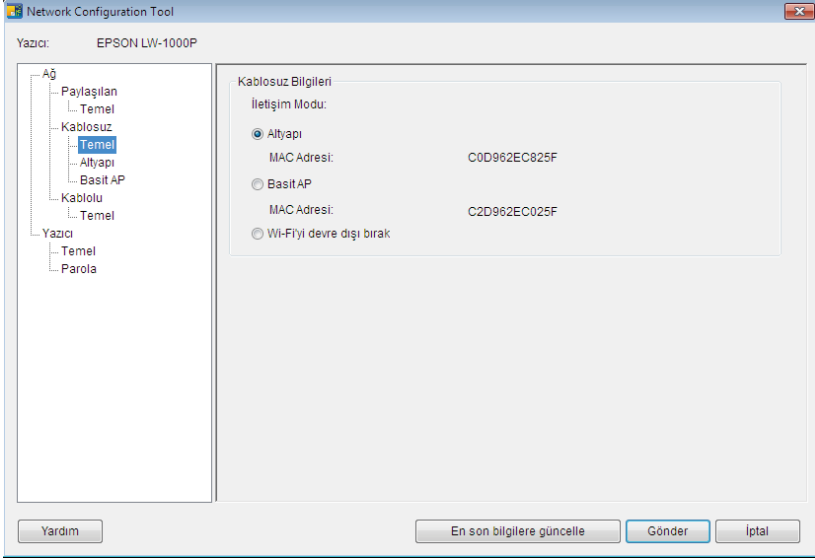 Network Configuration Tool
Yazıcı: EPSON LW-1000P
Ağ
Paylaşılan
Temel
Kablosuz
Temel
Altyapı
Basit AP
Kablolu
Temel
Yazıcı
Temel
Parola
Kablosuz Bilgileri
İletişim Modu:
Altyapı
MAC Adresi: C0D962EC825F
Basit AP
MAC Adresi: C2D962EC025F
Wi-Fi'yi devre dışı bırak
Yardım En son bilgilere güncelle Gönder İptal